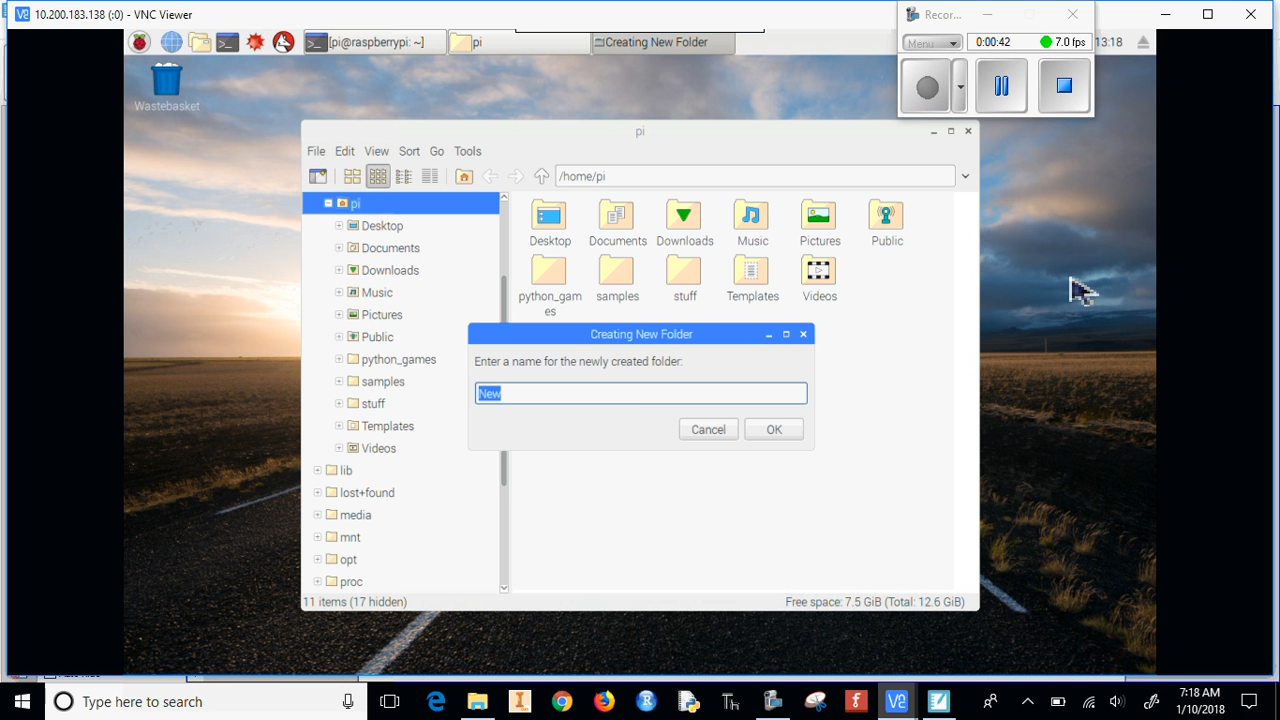 10.200.183.138 (:0) - VNC Viewer
Recor...
[pi@raspberrypi: ~]
pi
Creating New Folder
Menu
0:00:42
7.0 fps
13:18
Wastebasket
pi
File Edit View Sort Go Tools
/home/pi
pi
Desktop
Documents
Downloads
Music
Pictures
Public
python_games
samples
stuff
Templates
Videos
lib
lost+found
media
mnt
opt
proc
Desktop Documents Downloads Music Pictures Public
python_gam
es
samples stuff Templates Videos
Creating New Folder
Enter a name for the newly created folder:
New
Cancel OK
11 items (17 hidden)
Free space: 7.5 GiB (Total: 12.6 GiB)
Type here to search
7:18 AM
1/10/2018